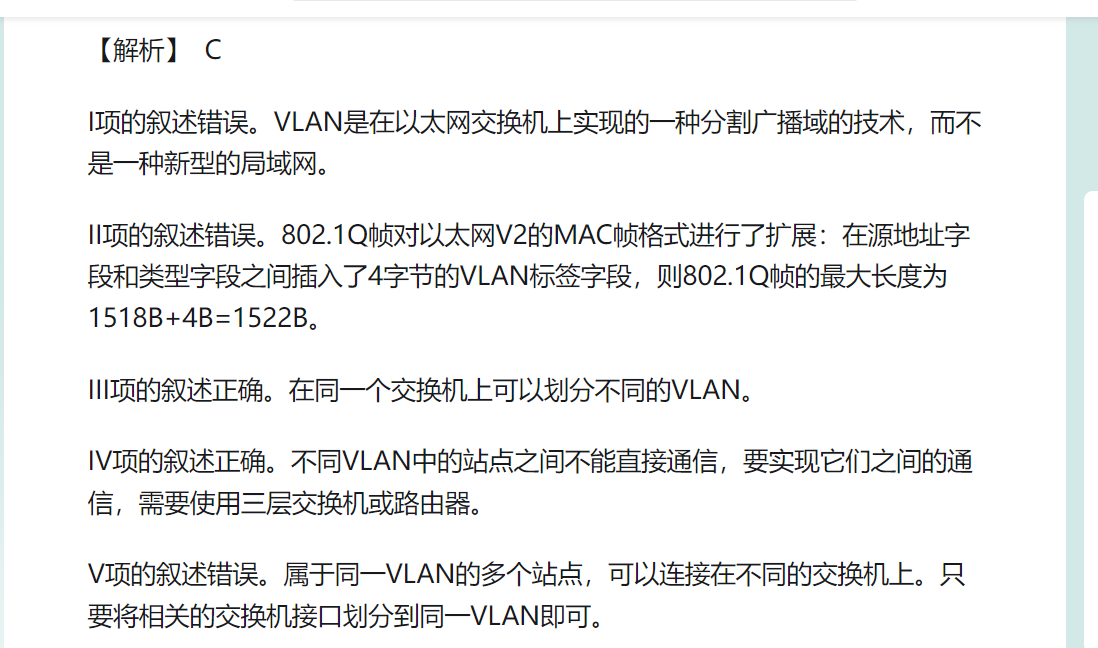 【解析】 C
I项的叙述错误。VLAN是在以太网交换机上实现的一种分割广播域的技术，而不
是一种新型的局域网。
II项的叙述错误。802.1Q帧对以太网V2的MAC帧格式进行了扩展：在源地址字
段和类型字段之间插入了4字节的VLAN标签字段，则802.1Q帧的最大长度为
1518B+4B=1522B。
III项的叙述正确。在同一个交换机上可以划分不同的VLAN。
IV项的叙述正确。不同VLAN中的站点之间不能直接通信，要实现它们之间的通
信，需要使用三层交换机或路由器。
V项的叙述错误。属于同一VLAN的多个站点，可以连接在不同的交换机上。只
要将相关的交换机接口划分到同一VLAN即可。